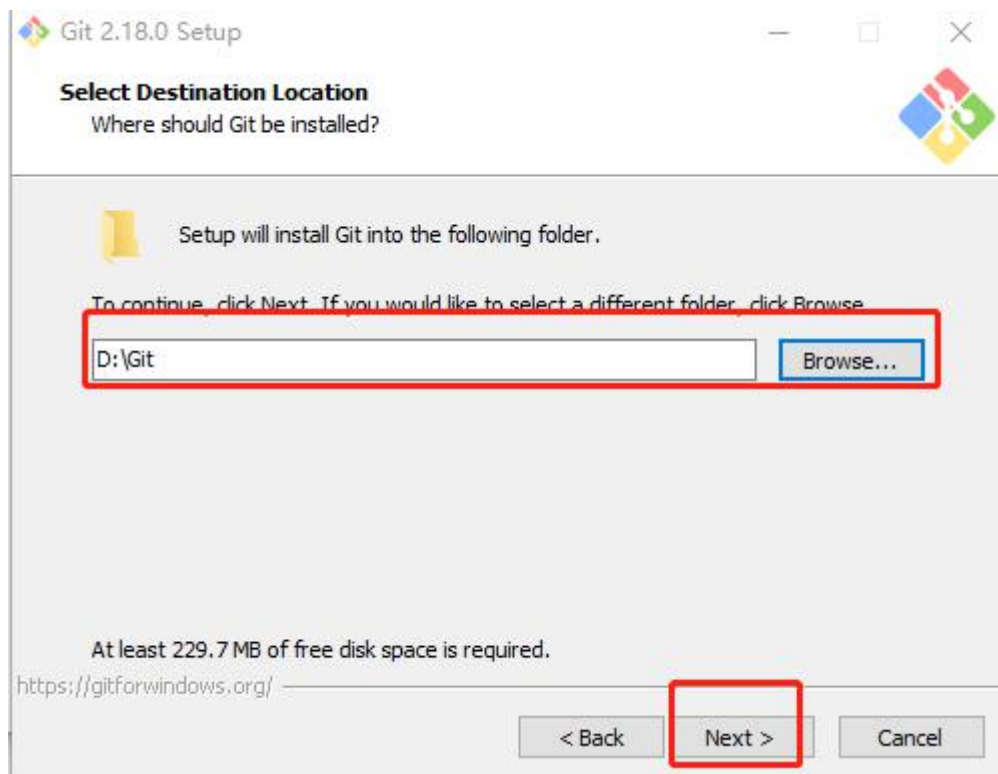 Git 2.18.0 Setup
Select Destination Location
Where should Git be installed?
Setup will install Git into the following folder.
To continue, click Next. If you would like to select a different folder, click Browse.
D:\Git
Browse...
At least 229.7 MB of free disk space is required.
https://gitforwindows.org/
< Back
Next >
Cancel